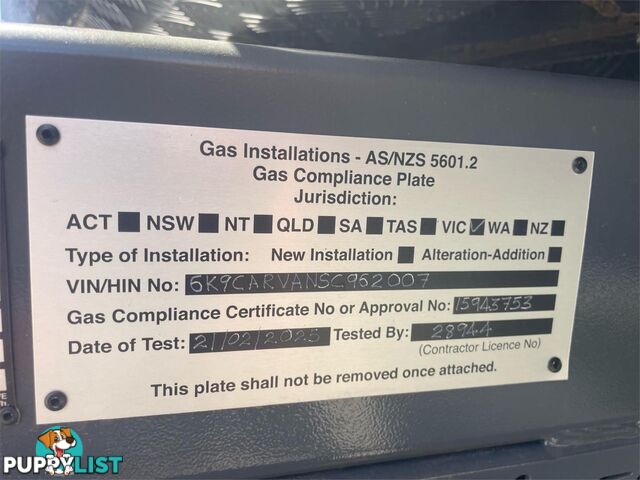 Gas Installations - AS/NZS 5601.2
Gas Compliance Plate
Jurisdiction:
ACT ■ NSW ■ NT ■ QLD ■ SA ■ TAS ■ VIC ☑ WA ■ NZ ■
Type of Installation: New Installation ■ Alteration-Addition ■
VIN/HIN No: 6K9CARVANSC962007
Gas Compliance Certificate No or Approval No: 15943753
Date of Test: 21/02/2025 Tested By: 28944
(Contractor Licence No)
This plate shall not be removed once attached.
PUPPYLIST